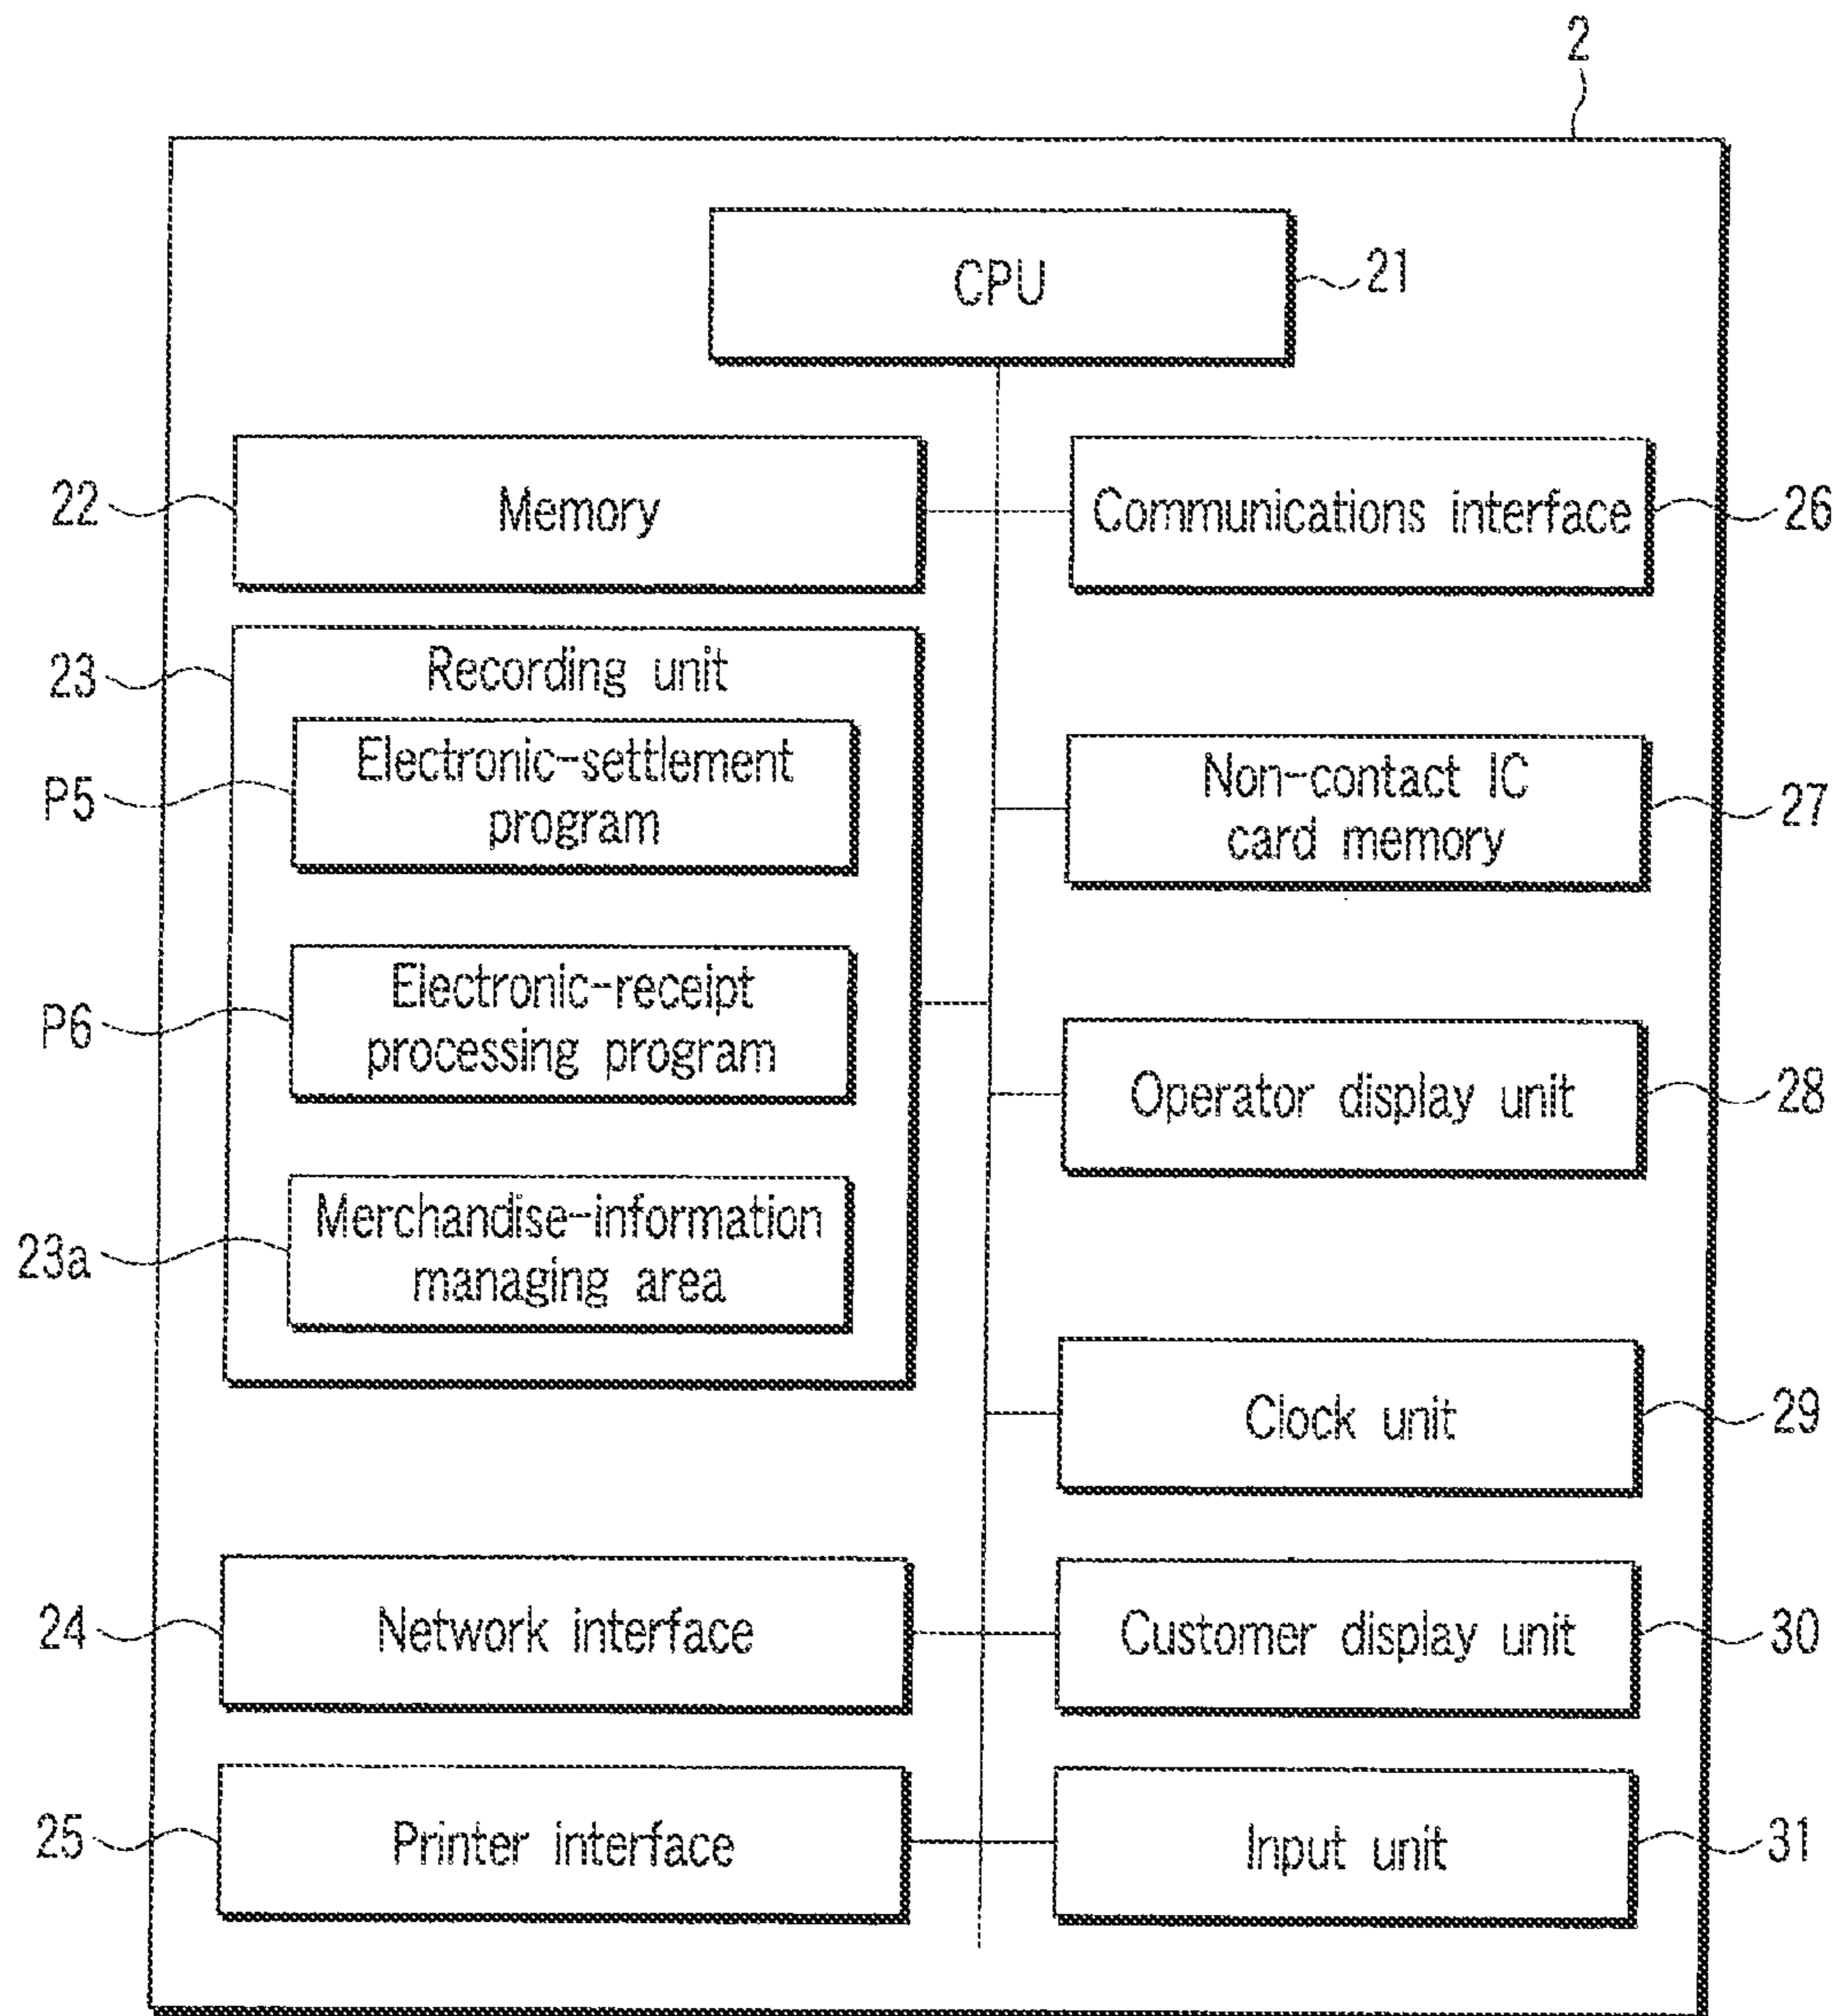 2
CPU
21
22
Memory
Communications interface
26
23
Recording unit
P5
Electronic-settlement
program
Non-contact IC
card memory
27
P6
Electronic-receipt
processing program
Operator display unit
28
23a
Merchandise-information
managing area
Clock unit
29
24
Network interface
Customer display unit
30
25
Printer interface
Input unit
31